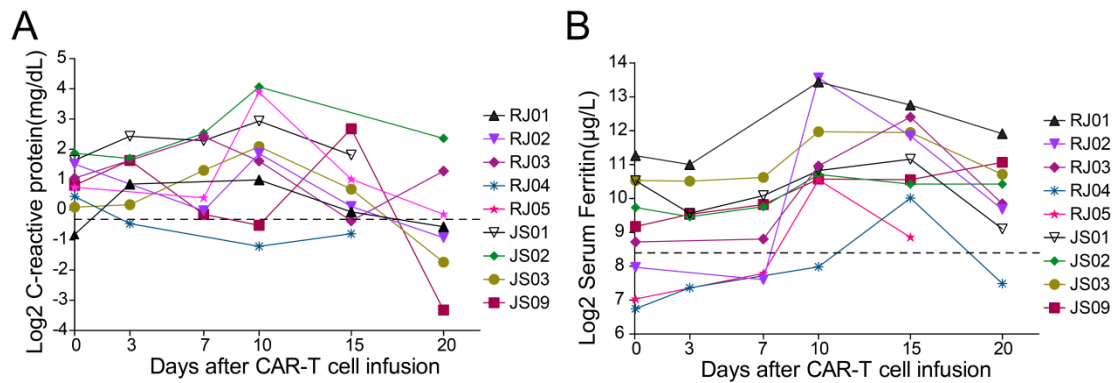 A
Log2 C-reactive protein(mg/dL)
5
4
3
2
1
0
-1
-2
-3
-4
0 3 7 10 15 20
Days after CAR-T cell infusion
RJ01
RJ02
RJ03
RJ04
RJ05
JS01
JS02
JS03
JS09
B
Log2 Serum Ferritin(μg/L)
14
13
12
11
10
9
8
7
6
0 3 7 10 15 20
Days after CAR-T cell infusion
RJ01
RJ02
RJ03
RJ04
RJ05
JS01
JS02
JS03
JS09